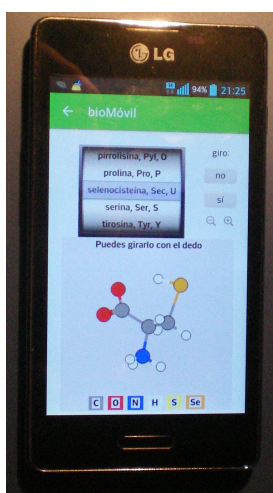 LG
H 94% 21:25
bioMóvil
pirrolisina, Pyl, O
prolina, Pro, P
selenocisteína, Sec, U
serina, Ser, S
tirosina, Tyr, Y
giro:
no
sí
Puedes girarlo con el dedo
C O N H S Se